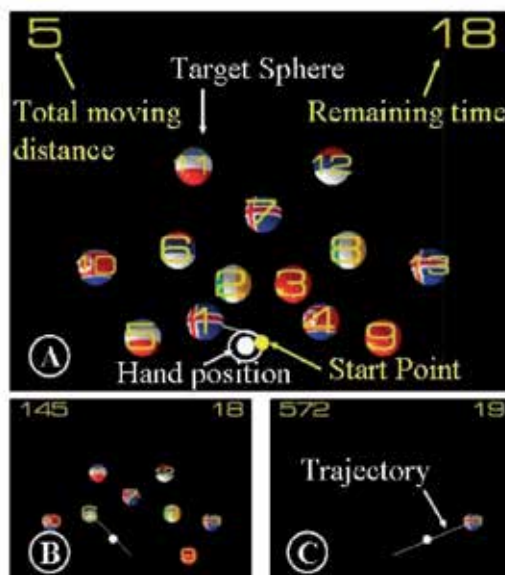 5 18
Target Sphere
Total moving distance
Remaining time
11 12
7
6 8
10 13
2 3
1 4
5 9
A
Hand position
Start Point
145 18
B
572 19
Trajectory
C